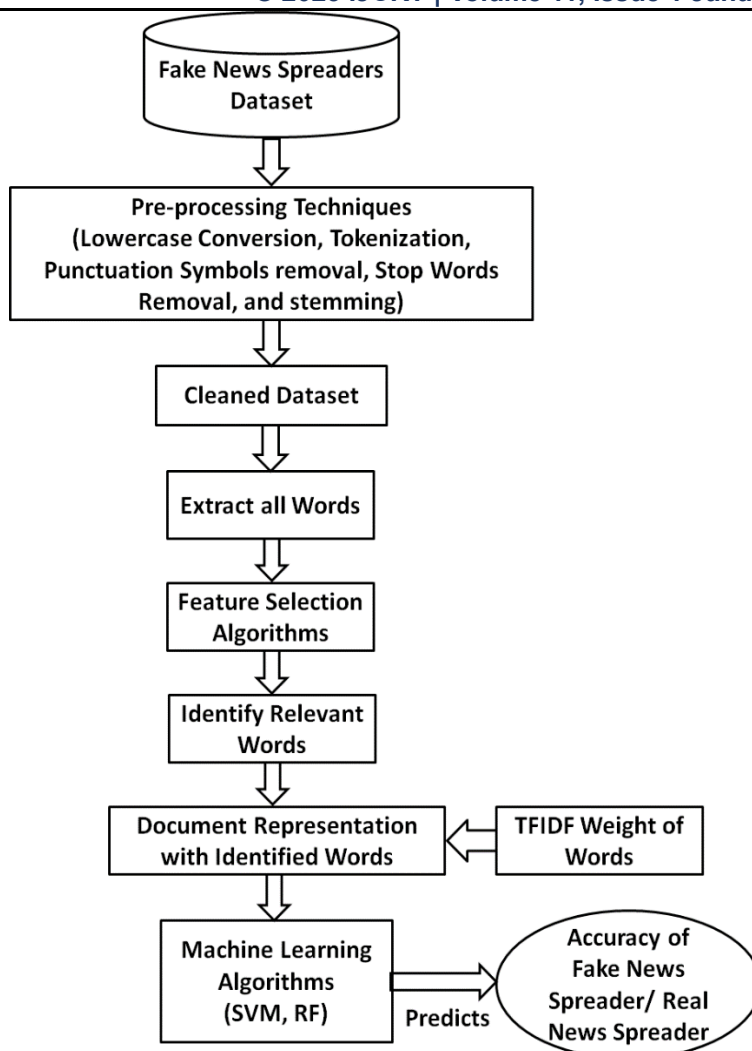 Fake News Spreaders
Dataset
Pre-processing Techniques
(Lowercase Conversion, Tokenization,
Punctuation Symbols removal, Stop Words
Removal, and stemming)
Cleaned Dataset
Extract all Words
Feature Selection
Algorithms
Identify Relevant
Words
Document Representation
with Identified Words
TFIDF Weight of
Words
Machine Learning
Algorithms
(SVM, RF)
Predicts
Accuracy of
Fake News
Spreader/ Real
News Spreader